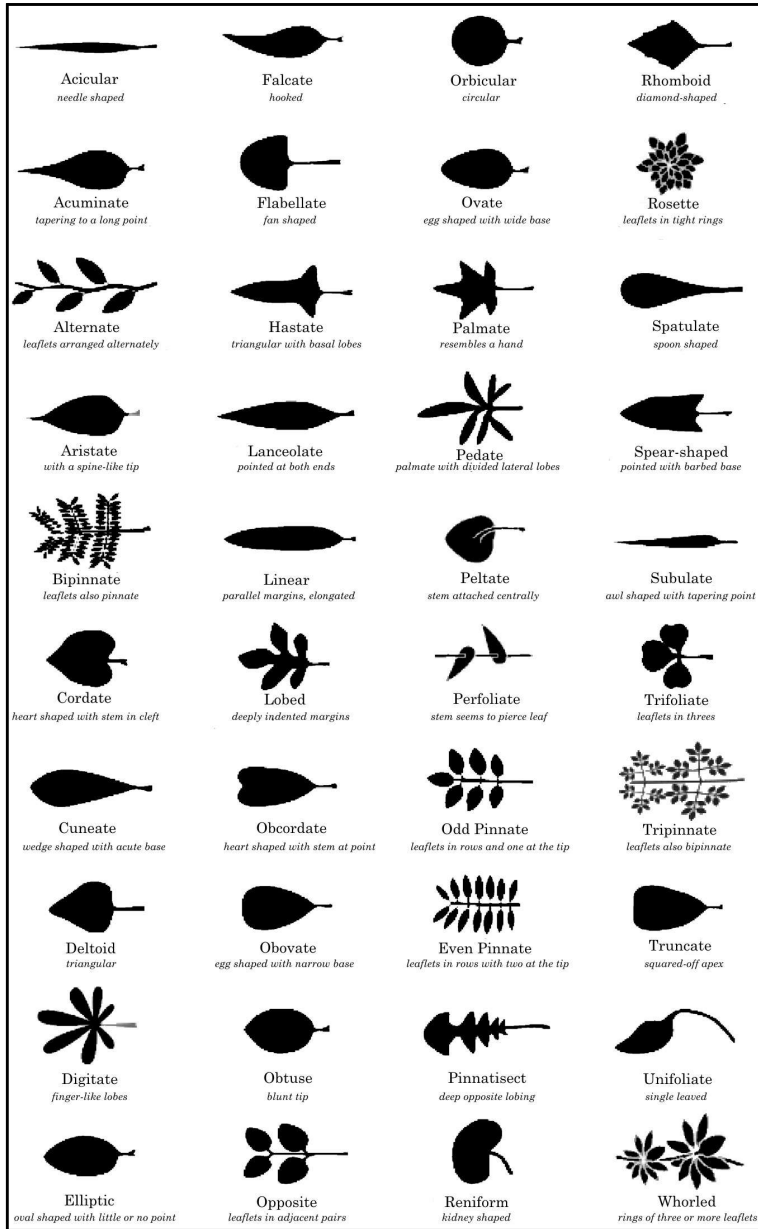 Acicular
needle shaped
Falcate
hooked
Orbicular
circular
Rhomboid
diamond-shaped
Acuminate
tapering to a long point
Flabellate
fan shaped
Ovate
egg shaped with wide base
Rosette
leaflets in tight rings
Alternate
leaflets arranged alternately
Hastate
triangular with basal lobes
Palmate
resembles a hand
Spatulate
spoon shaped
Aristate
with a spine-like tip
Lanceolate
pointed at both ends
Pedate
palmate with divided lateral lobes
Spear-shaped
pointed with barbed base
Bipinnate
leaflets also pinnate
Linear
parallel margins, elongated
Peltate
stem attached centrally
Subulate
awl shaped with tapering point
Cordate
heart shaped with stem in cleft
Lobed
deeply indented margins
Perfoliate
stem seems to pierce leaf
Trifoliate
leaflets in threes
Cuneate
wedge shaped with acute base
Obcordate
heart shaped with stem at point
Odd Pinnate
leaflets in rows and one at the tip
Tripinnate
leaflets also bipinnate
Deltoid
triangular
Obovate
egg shaped with narrow base
Even Pinnate
leaflets in rows with two at the tip
Truncate
squared-off apex
Digitate
finger-like lobes
Obtuse
blunt tip
Pinnatisect
deep opposite lobing
Unifoliate
single leaved
Elliptic
oval shaped with little or no point
Opposite
leaflets in adjacent pairs
Reniform
kidney shaped
Whorled
rings of three or more leaflets